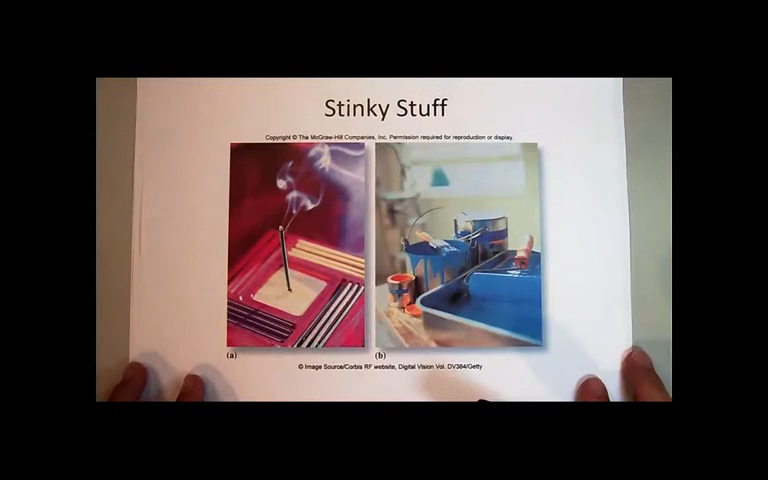 Stinky Stuff
Copyright © The McGraw-Hill Companies, Inc. Permission required for reproduction or display.
(a)
(b)
© Image Source/Corbis RF website, Digital Vision Vol. DV384/Getty